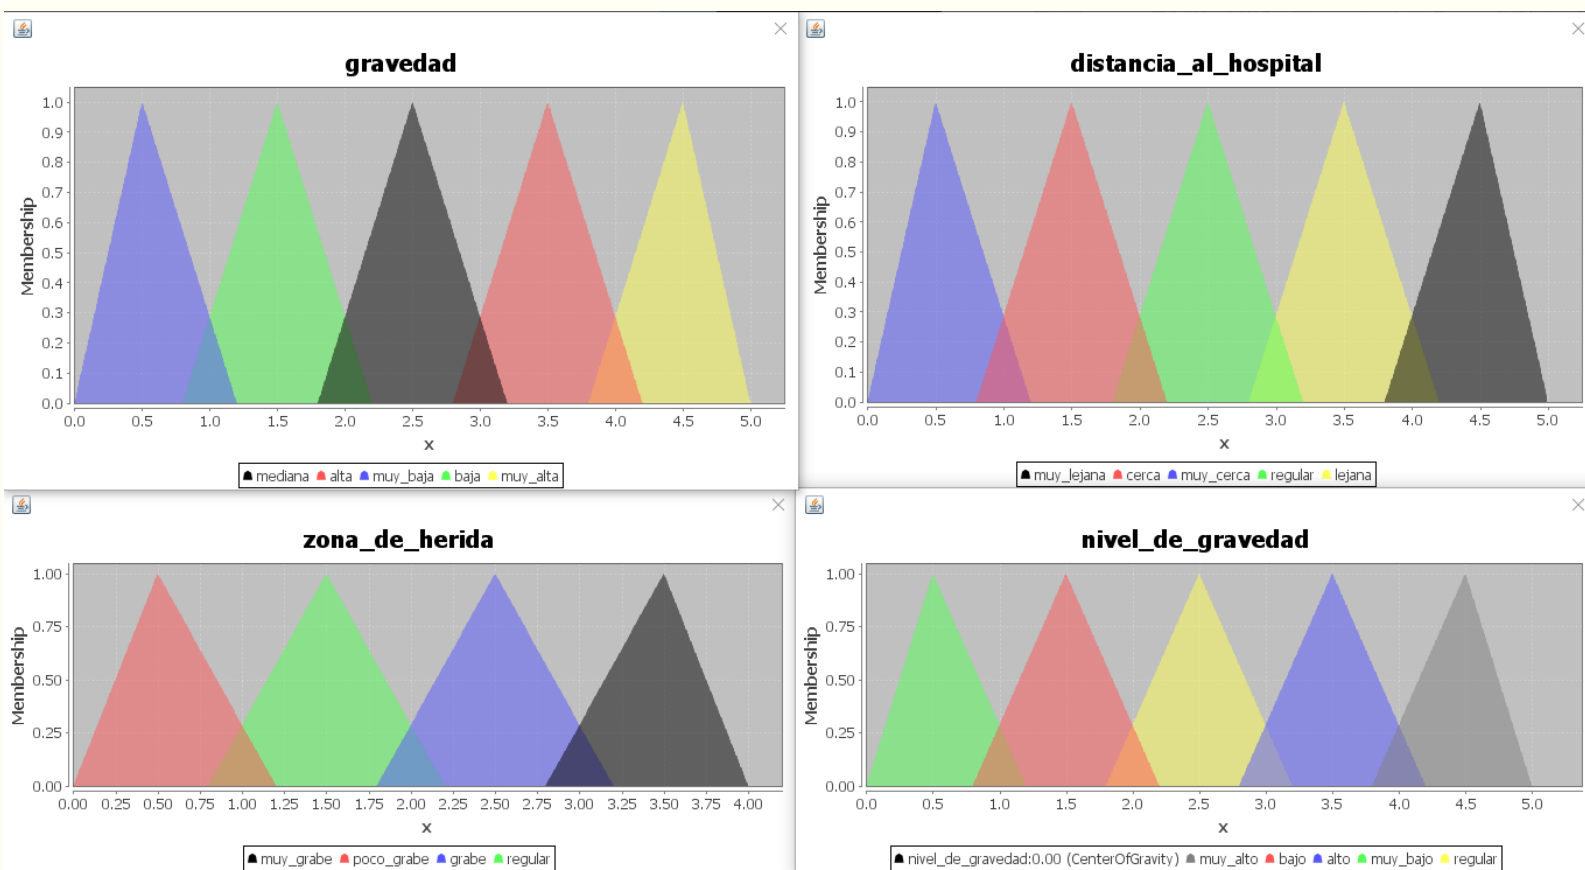 gravedad
Membership
1.0
0.9
0.8
0.7
0.6
0.5
0.4
0.3
0.2
0.1
0.0
0.0 0.5 1.0 1.5 2.0 2.5 3.0 3.5 4.0 4.5 5.0
x
mediana alta muy_baja baja muy_alta
distancia_al_hospital
Membership
1.0
0.9
0.8
0.7
0.6
0.5
0.4
0.3
0.2
0.1
0.0
0.0 0.5 1.0 1.5 2.0 2.5 3.0 3.5 4.0 4.5 5.0
x
muy_lejana cerca muy_cerca regular lejana
zona_de_herida
Membership
1.00
0.75
0.50
0.25
0.00
0.00 0.25 0.50 0.75 1.00 1.25 1.50 1.75 2.00 2.25 2.50 2.75 3.00 3.25 3.50 3.75 4.00
x
muy_grabe poco_grabe grabe regular
nivel_de_gravedad
Membership
1.00
0.75
0.50
0.25
0.00
0.0 0.5 1.0 1.5 2.0 2.5 3.0 3.5 4.0 4.5 5.0
x
nivel_de_gravedad:0.00 (CenterOfGravity) muy_alto bajo alto muy_bajo regular